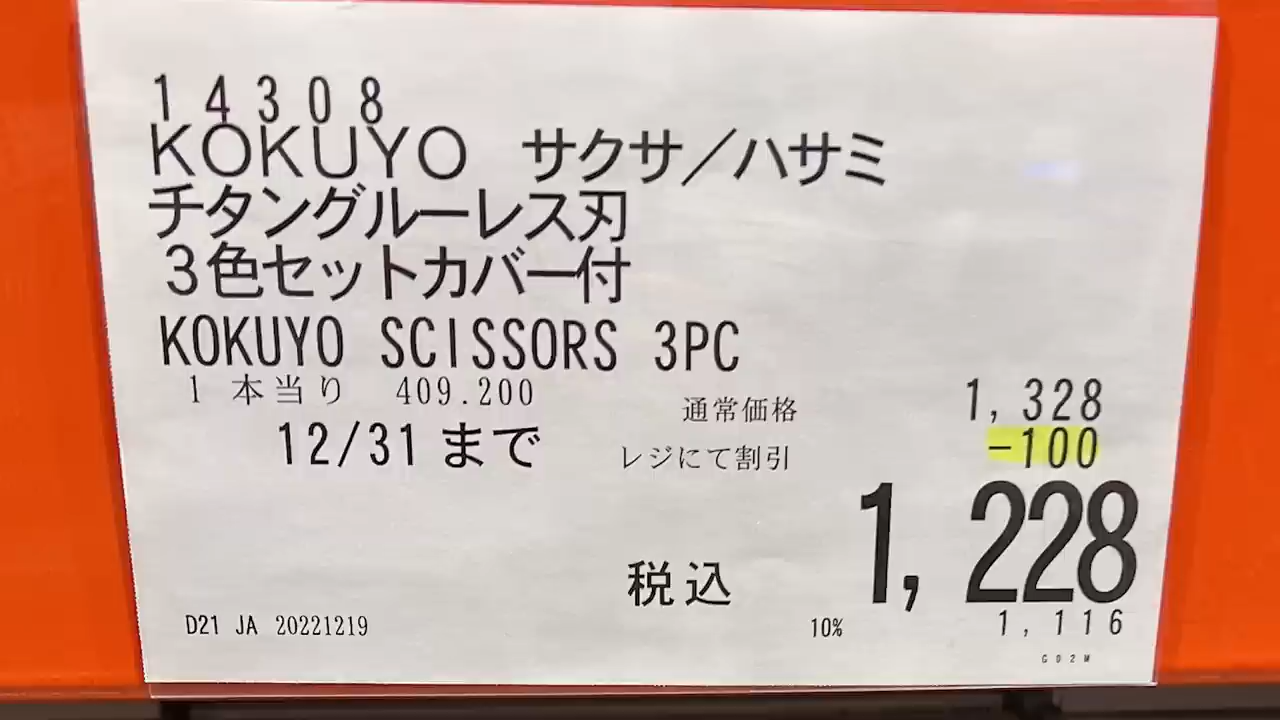 14308
KOKUYO サクサ/ハサミ
チタングルーレス刃
3色セットカバー付
KOKUYO SCISSORS 3PC
1本当り 409.200
通常価格 1,328
12/31まで
レジにて割引 -100
税込 1,228
10% 1,116
D21 JA 20221219
GD2M